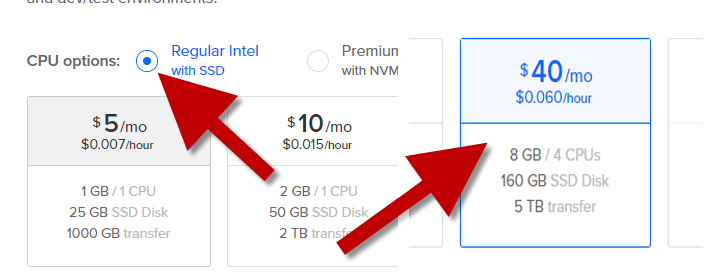 and dev/test environments.
CPU options:
Regular Intel
with SSD
Premium
with NVM
$5/mo
$0.007/hour
1 GB / 1 CPU
25 GB SSD Disk
1000 GB transfer
$10/mo
$0.015/hour
2 GB / 1 CPU
50 GB SSD Disk
2 TB transf
$40/mo
$0.060/hour
8 GB / 4 CPUs
160 GB SSD Disk
5 TB transfer